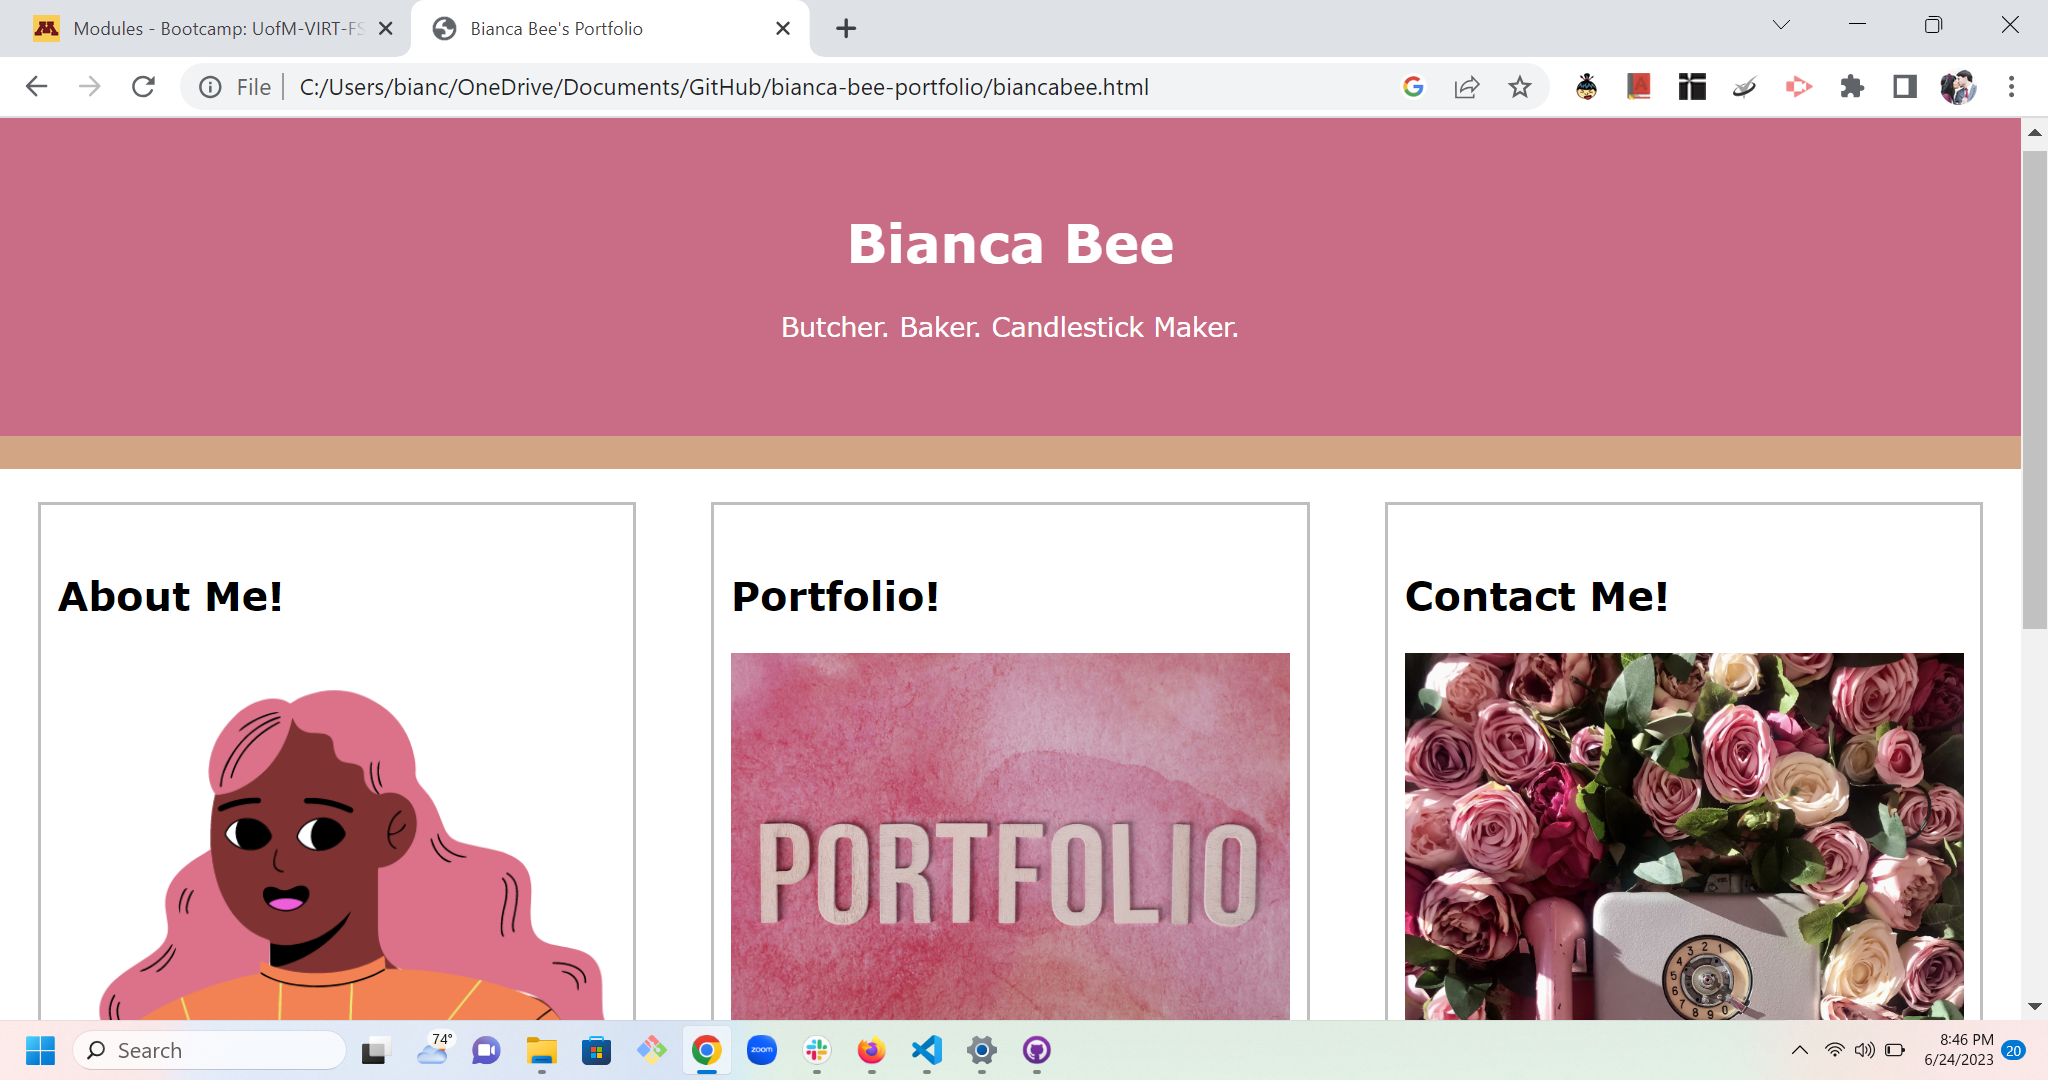 Modules - Bootcamp: UofM-VIRT-FS
Bianca Bee's Portfolio
File
C:/Users/bianc/OneDrive/Documents/GitHub/bianca-bee-portfolio/biancabee.html
Bianca Bee
Butcher. Baker. Candlestick Maker.
About Me!
Portfolio!
Contact Me!
PORTFOLIO
Search
74°
zoom
8:46 PM
6/24/2023
20